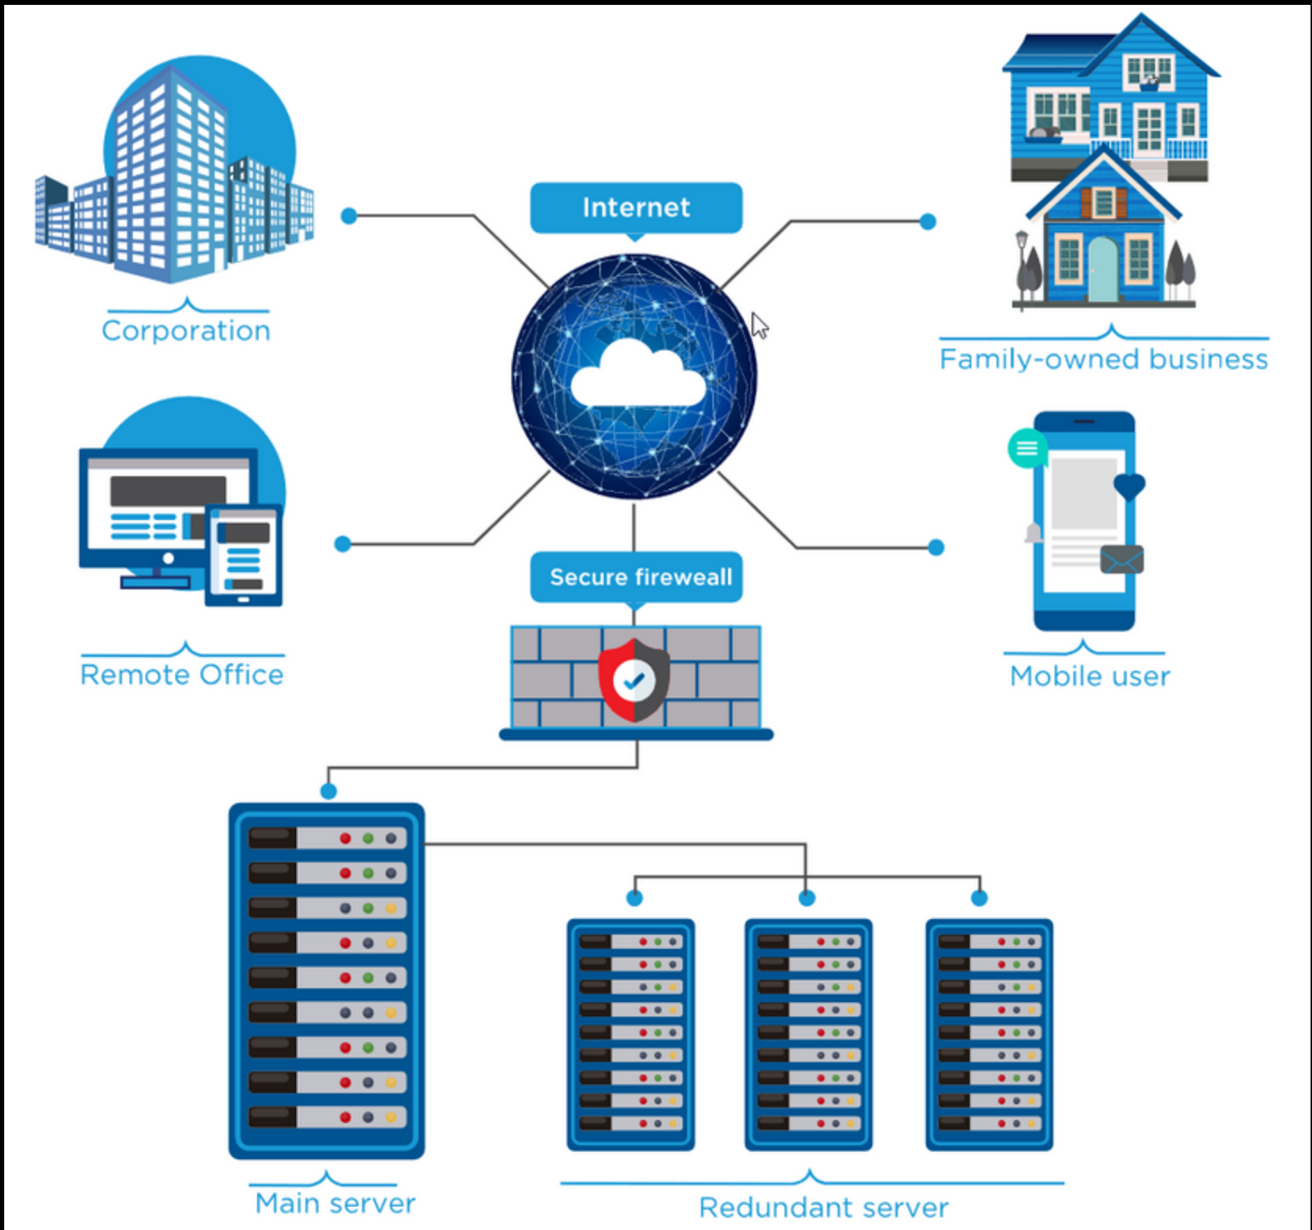 Internet
Corporation
Family-owned business
Secure fireweall
Remote Office
Mobile user
Main server
Redundant server